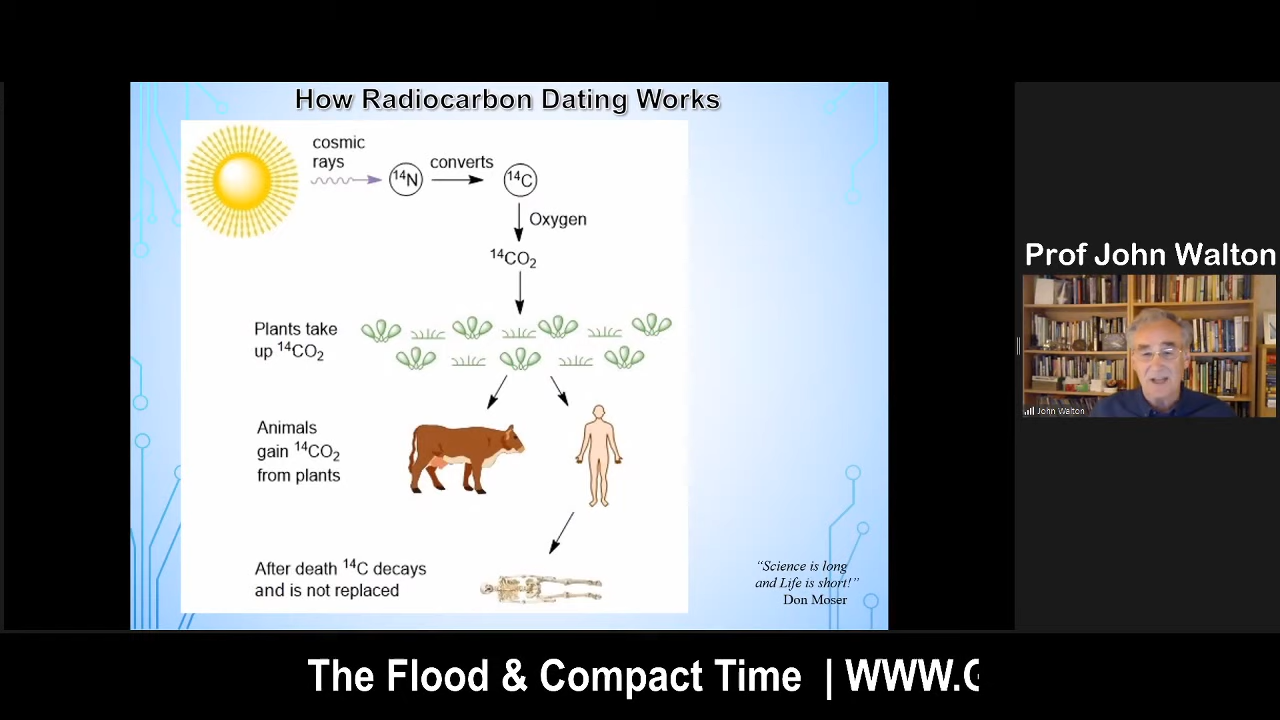 How Radiocarbon Dating Works
cosmic
rays
¹⁴N
converts
¹⁴C
Oxygen
¹⁴CO₂
Plants take
up ¹⁴CO₂
Animals
gain ¹⁴CO₂
from plants
After death ¹⁴C decays
and is not replaced
“Science is long
and Life is short!”
Don Moser
Prof John Walton
John Walton
The Flood & Compact Time | WWW.